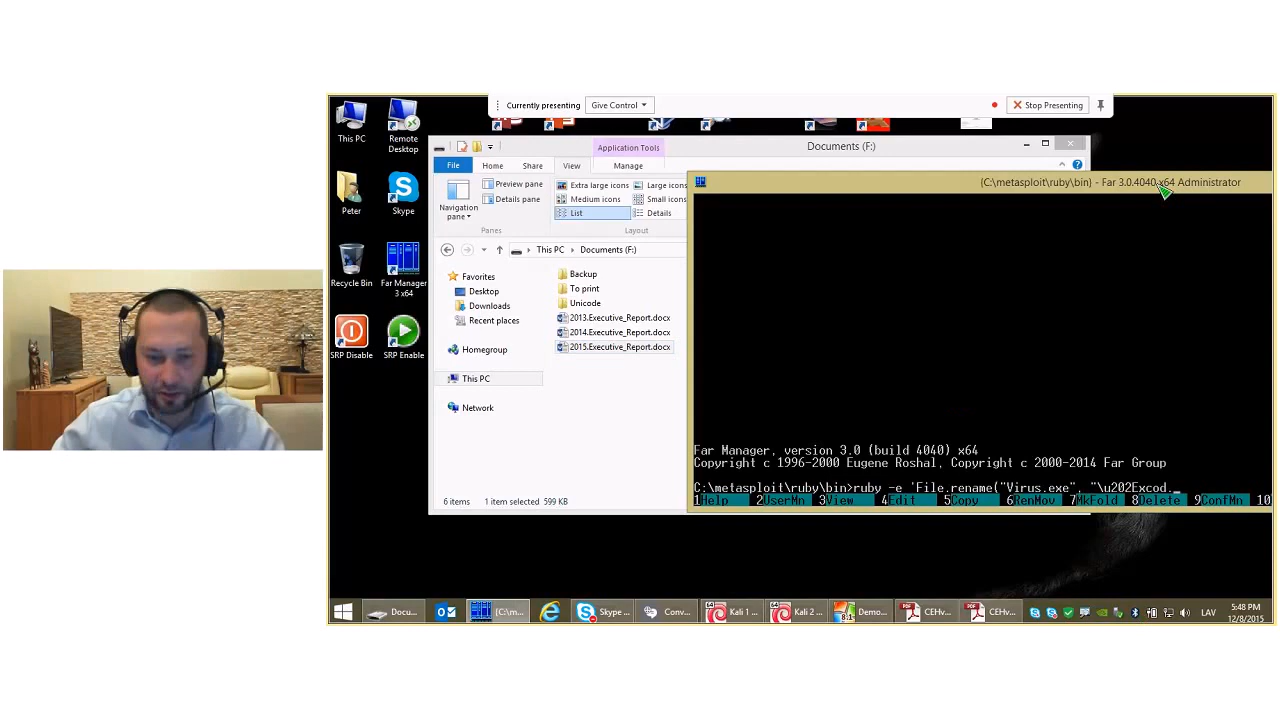 Currently presenting
Give Control
Stop Presenting
This PC
Remote
Desktop
Application Tools
Documents (F:)
File
Home
Share
View
Manage
Navigation
pane
Preview pane
Details pane
Extra large icons
Large icons
Medium icons
Small icons
List
Details
Panes
Layout
{C:\metasploit\ruby\bin} - Far 3.0.4040 x64 Administrator
Peter
Skype
This PC
Documents (F:)
Recycle Bin
Far Manager
3 x64
Favorites
Desktop
Downloads
Recent places
Homegroup
This PC
Network
Backup
To print
Unicode
2013.Executive_Report.docx
2014.Executive_Report.docx
2015.Executive_Report.docx
SRP Disable
SRP Enable
Far Manager, version 3.0 (build 4040) x64
Copyright c 1996-2000 Eugene Roshal, Copyright c 2000-2014 Far Group
C:\metasploit\ruby\bin>ruby -e 'File.rename("Virus.exe", "\u202Excod._
1Help 2UserMn 3View 4Edit 5Copy 6RenMov 7MkFold 8Delete 9ConfMn 10
6 items 1 item selected 599 KB
Docu... {C:\m... Skype ... Conv... Kali 1 ... Kali 2 ... Demo... CEHv... CEHv... LAV
5:48 PM
12/8/2015